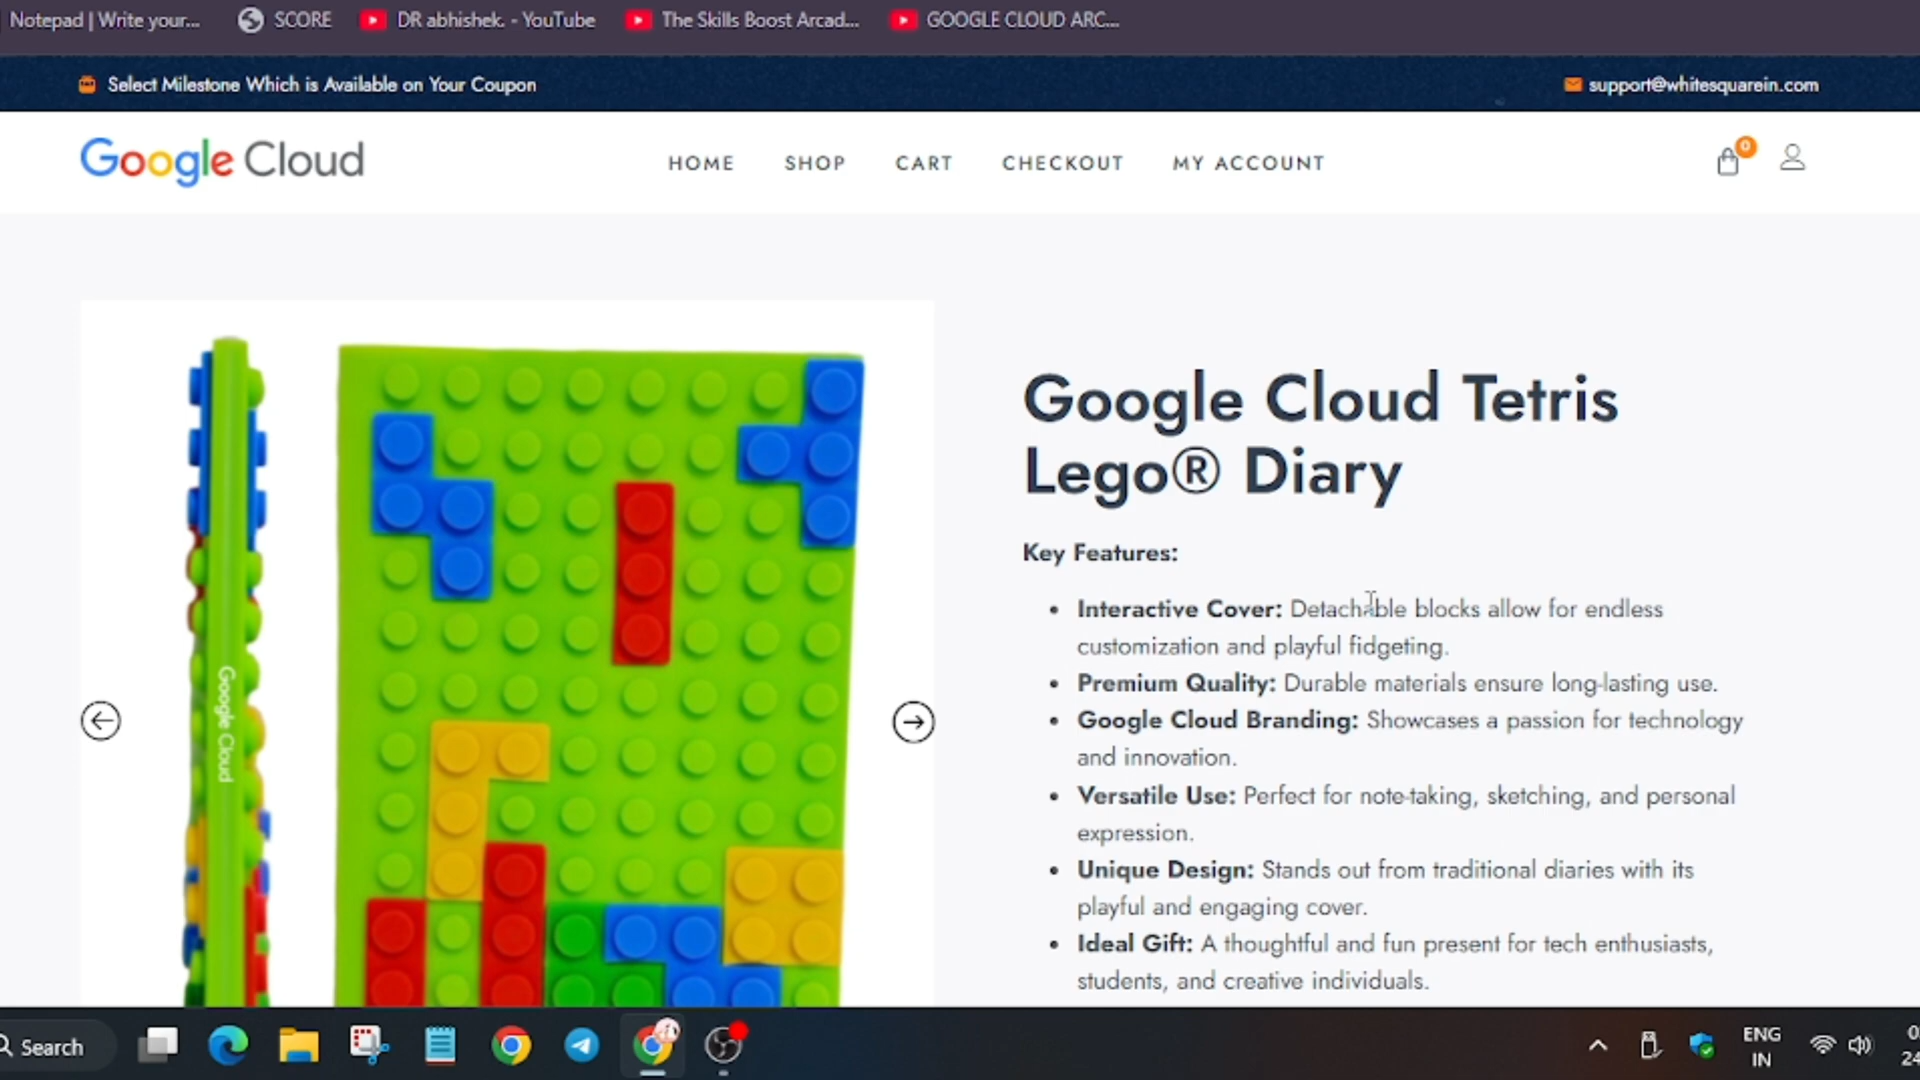 Notepad | Write your...
SCORE
DR abhishek. - YouTube
The Skills Boost Arcad...
GOOGLE CLOUD ARC...
Select Milestone Which is Available on Your Coupon
support@whitesquarein.com
Google Cloud
HOME
SHOP
CART
CHECKOUT
MY ACCOUNT
0
Google Cloud
Google Cloud Tetris
Lego® Diary
Key Features:
• Interactive Cover: Detachable blocks allow for endless
customization and playful fidgeting.
• Premium Quality: Durable materials ensure long-lasting use.
• Google Cloud Branding: Showcases a passion for technology
and innovation.
• Versatile Use: Perfect for note-taking, sketching, and personal
expression.
• Unique Design: Stands out from traditional diaries with its
playful and engaging cover.
• Ideal Gift: A thoughtful and fun present for tech enthusiasts,
students, and creative individuals.
Search
ENG
IN